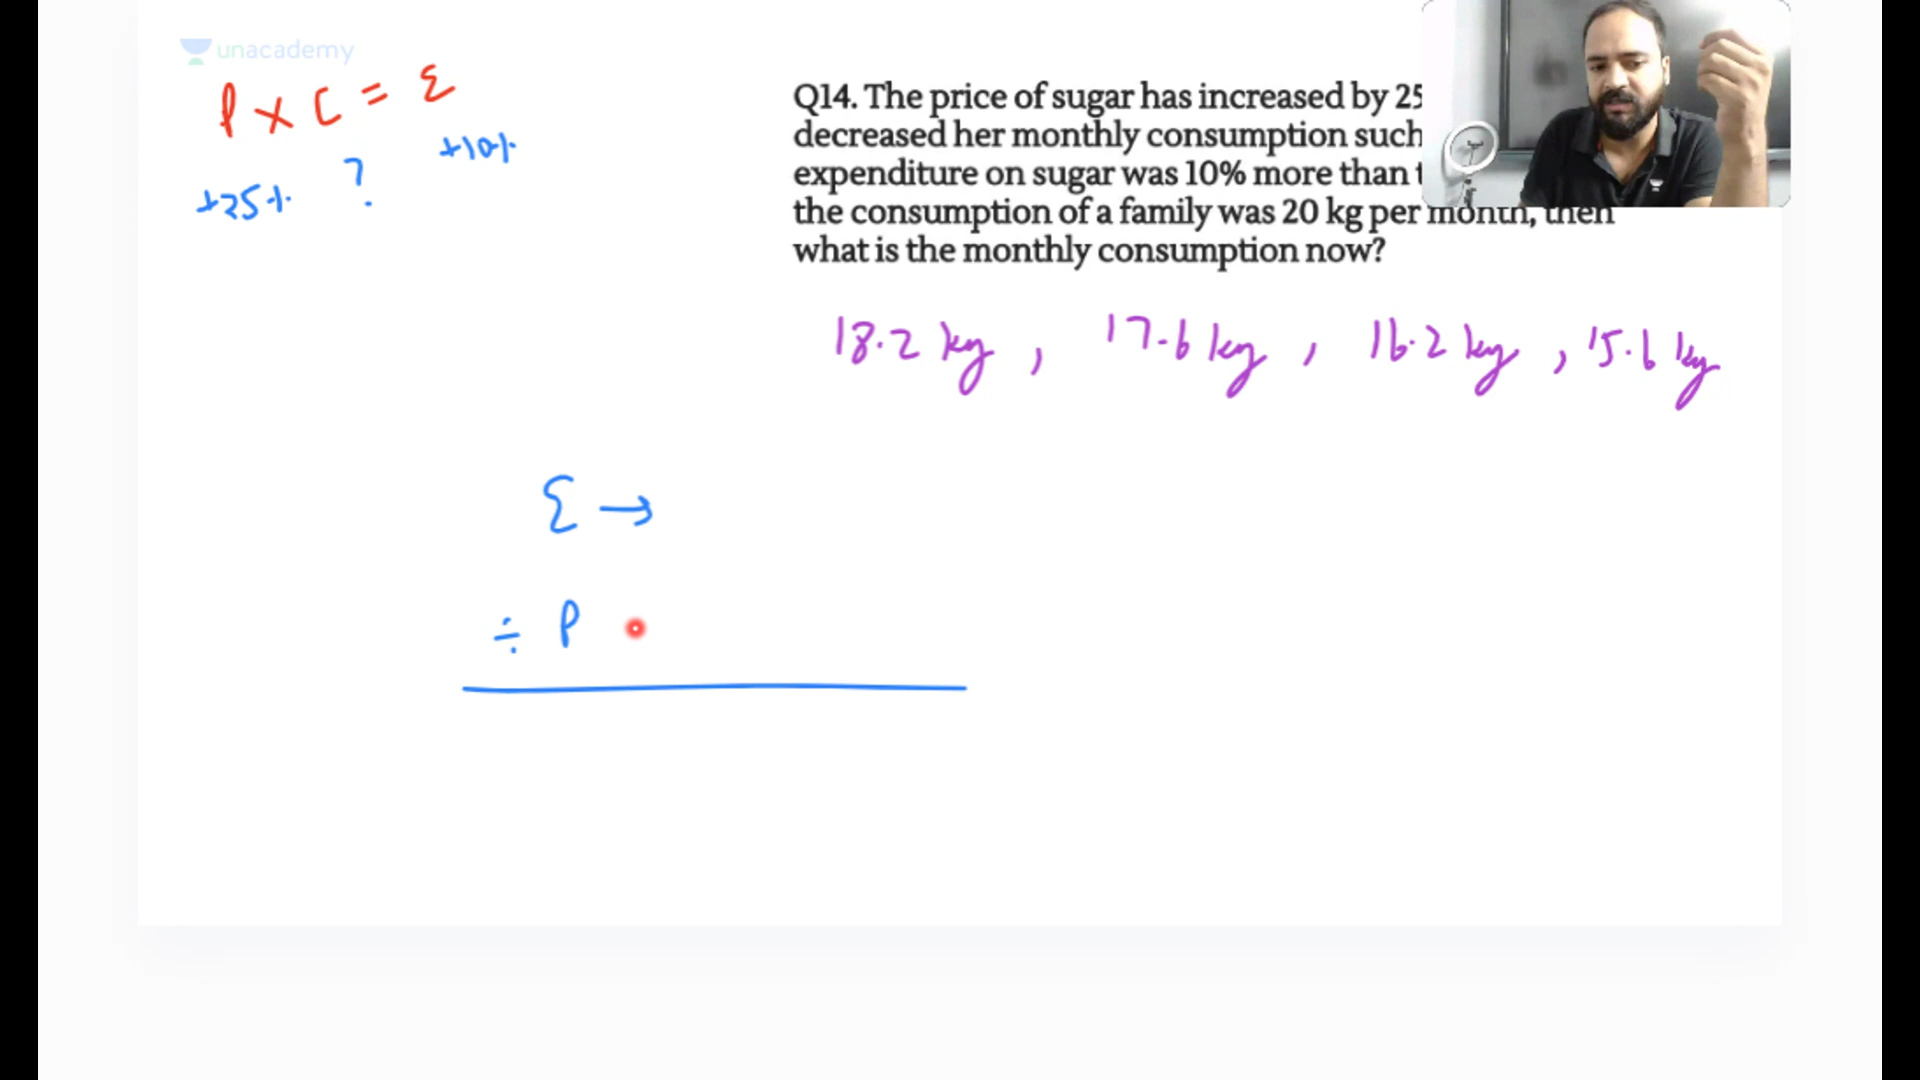 unacademy
P × C = E
+25% ? +10%
Q14. The price of sugar has increased by 25
decreased her monthly consumption such
expenditure on sugar was 10% more than
the consumption of a family was 20 kg per month, then
what is the monthly consumption now?
18.2 kg , 17.6 kg , 16.2 kg , 15.6 kg
E →
÷ P